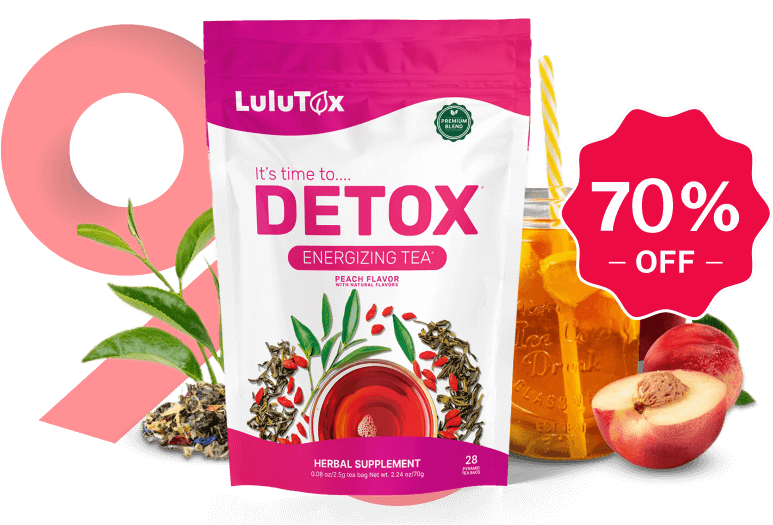 LuluTox
PREMIUM
BLEND
It's time to....
DETOX*
ENERGIZING TEA*
PEACH FLAVOR
WITH NATURAL FLAVORS
HERBAL SUPPLEMENT
0.08 oz/2.5g tea bag Net wt. 2.24 oz/70g
28
PYRAMID
TEA BAGS
70%
– OFF –
Drink